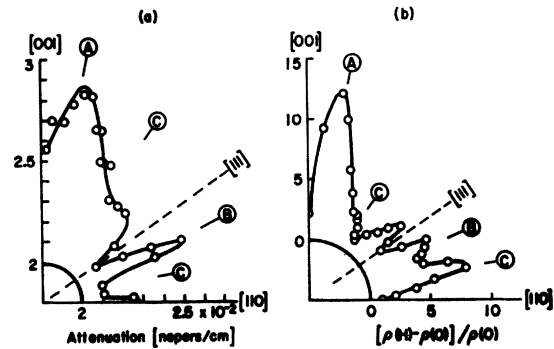 (a)
(b)
[001]
[001]
A
A
3
15
C
10
2.5
[111]
C
[111]
5
B
B
0
2
C
C
2
2.5 x 10⁻²
[110]
0
5
10
[110]
Attenuation [nepers/cm]
[ρ(H)-ρ(0)]/ρ(0)